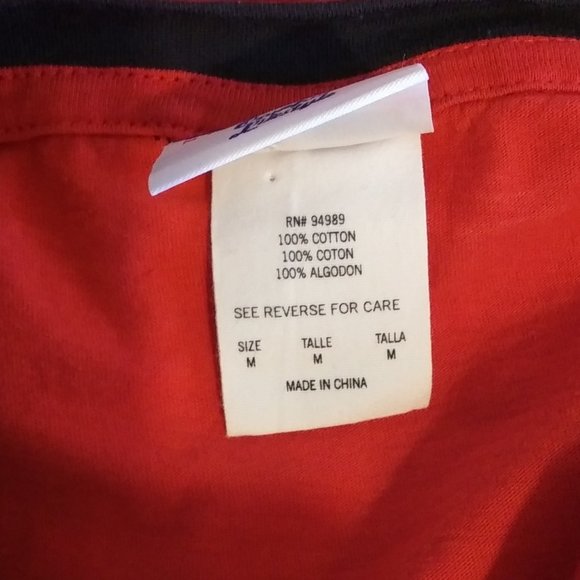 RN# 94989
100% COTTON
100% COTON
100% ALGODON
SEE REVERSE FOR CARE
SIZE TALLE TALLA
M M M
MADE IN CHINA